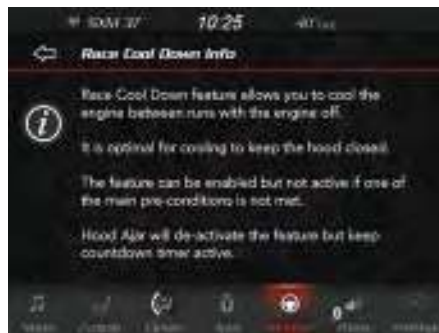 SXM 37 10:25
Race Cool Down Info
Race Cool Down feature allows you to cool the
engine between runs with the engine off.
It is optimal for cooling to keep the hood closed.
The feature can be enabled but not active if one of
the main pre-conditions is not met.
Hood Ajar will de-activate the feature but keep
countdown timer active.
0